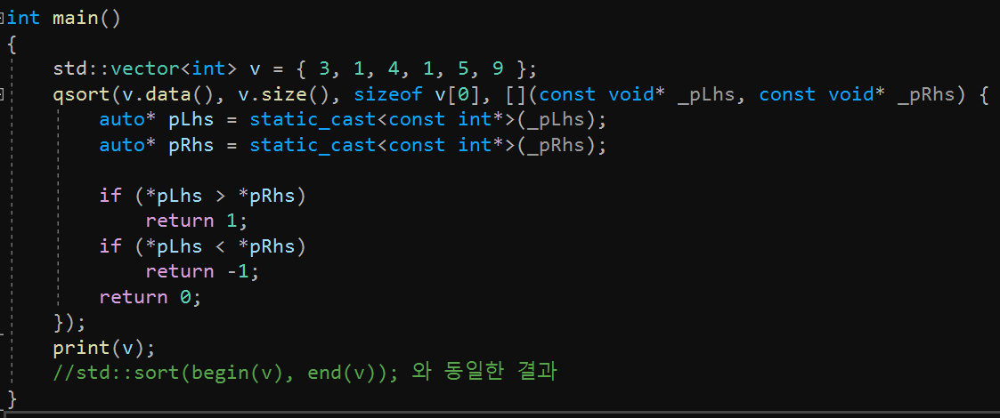 int main()
{
    std::vector<int> v = { 3, 1, 4, 1, 5, 9 };
    qsort(v.data(), v.size(), sizeof v[0], [](const void* _pLhs, const void* _pRhs) {
        auto* pLhs = static_cast<const int*>(_pLhs);
        auto* pRhs = static_cast<const int*>(_pRhs);

        if (*pLhs > *pRhs)
            return 1;
        if (*pLhs < *pRhs)
            return -1;
        return 0;
    });
    print(v);
    //std::sort(begin(v), end(v)); 와 동일한 결과
}